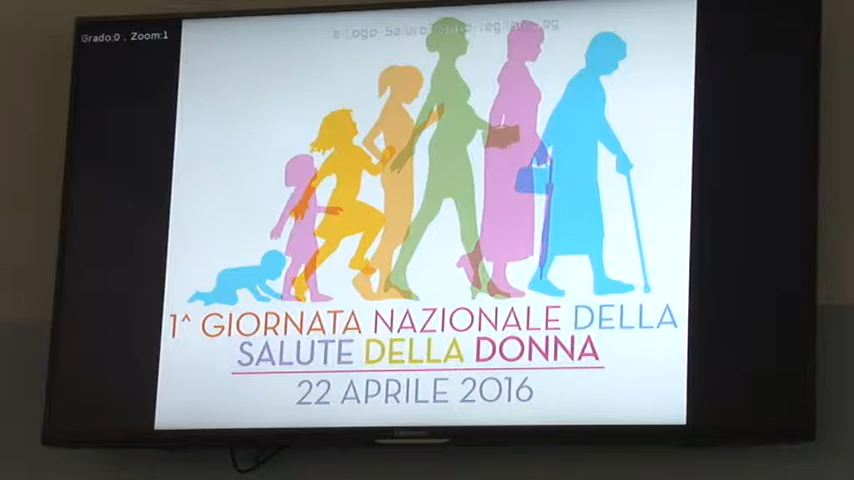 Grado:0 , Zoom:1
1^ GIORNATA NAZIONALE DELLA
SALUTE DELLA DONNA
22 APRILE 2016